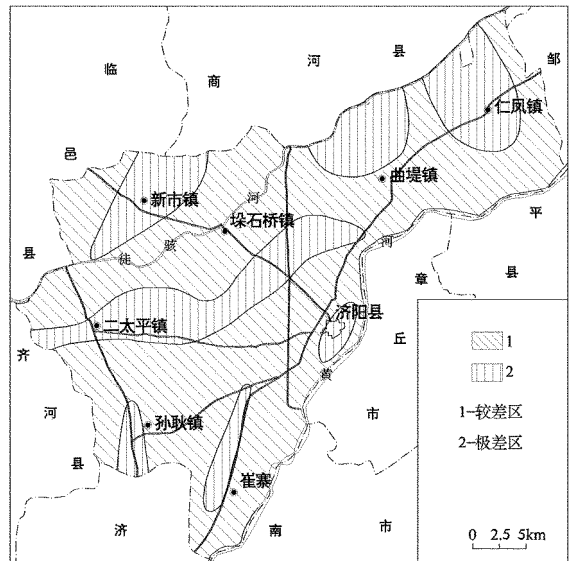 临
商
河
县
邹
邑
仁凤镇
曲堤镇
新市镇
河
垛石桥镇
骇
徒
河
平
县
章
县
济阳县
二太平镇
丘
齐
黄
河
市
孙耿镇
县
崔寨
济
南
市
1
2
1-较差区
2-极差区
0 2.5 5km